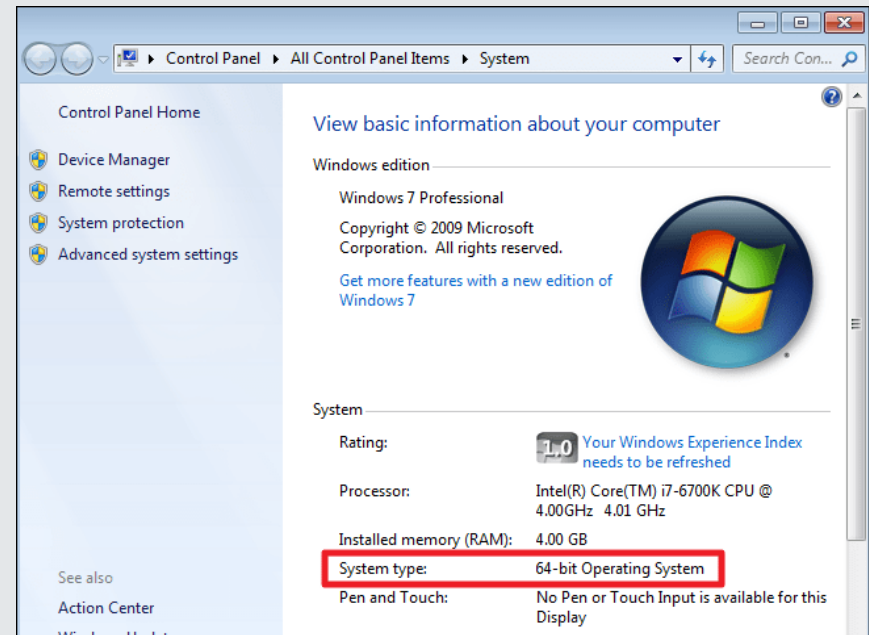 Control Panel ▸ All Control Panel Items ▸ System
Search Con...
Control Panel Home
Device Manager
Remote settings
System protection
Advanced system settings
See also
Action Center
View basic information about your computer
Windows edition
Windows 7 Professional
Copyright © 2009 Microsoft
Corporation. All rights reserved.
Get more features with a new edition of
Windows 7
System
Rating:
1.0
Your Windows Experience Index
needs to be refreshed
Processor:
Intel(R) Core(TM) i7-6700K CPU @
4.00GHz 4.01 GHz
Installed memory (RAM):
4.00 GB
System type:
64-bit Operating System
Pen and Touch:
No Pen or Touch Input is available for this
Display